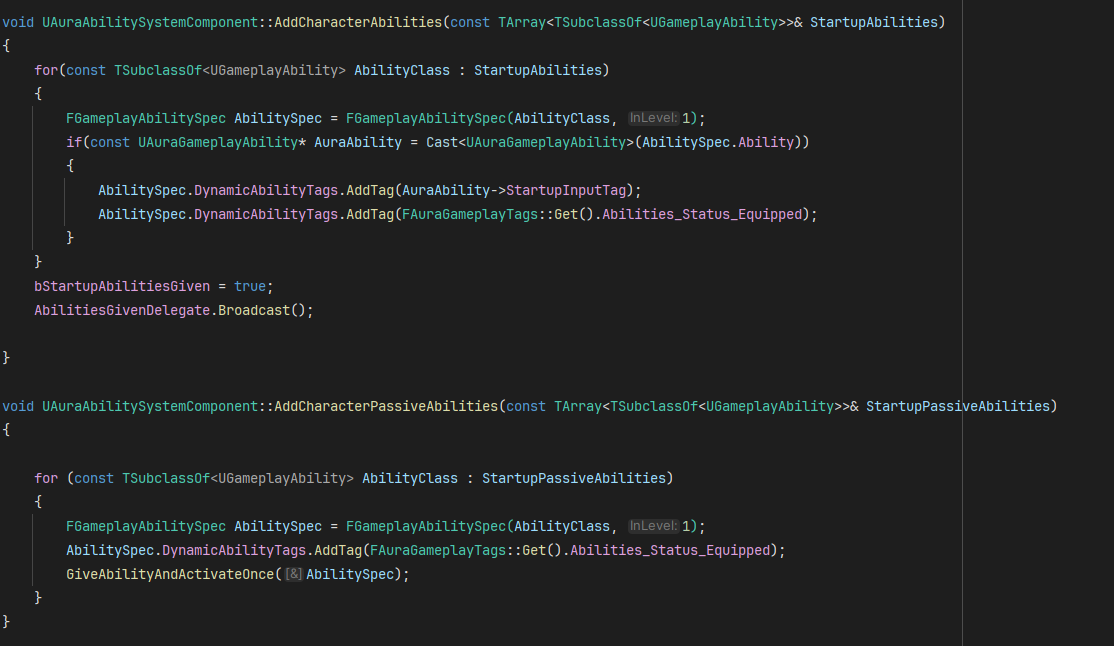 void UAuraAbilitySystemComponent::AddCharacterAbilities(const TArray<TSubclassOf<UGameplayAbility>>& StartupAbilities)
{
    for(const TSubclassOf<UGameplayAbility> AbilityClass : StartupAbilities)
    {
        FGameplayAbilitySpec AbilitySpec = FGameplayAbilitySpec(AbilityClass, InLevel: 1);
        if(const UAuraGameplayAbility* AuraAbility = Cast<UAuraGameplayAbility>(AbilitySpec.Ability))
        {
            AbilitySpec.DynamicAbilityTags.AddTag(AuraAbility->StartupInputTag);
            AbilitySpec.DynamicAbilityTags.AddTag(FAuraGameplayTags::Get().Abilities_Status_Equipped);
        }
    }
    bStartupAbilitiesGiven = true;
    AbilitiesGivenDelegate.Broadcast();
}
void UAuraAbilitySystemComponent::AddCharacterPassiveAbilities(const TArray<TSubclassOf<UGameplayAbility>>& StartupPassiveAbilities)
{
    for (const TSubclassOf<UGameplayAbility> AbilityClass : StartupPassiveAbilities)
    {
        FGameplayAbilitySpec AbilitySpec = FGameplayAbilitySpec(AbilityClass, InLevel: 1);
        AbilitySpec.DynamicAbilityTags.AddTag(FAuraGameplayTags::Get().Abilities_Status_Equipped);
        GiveAbilityAndActivateOnce([&] AbilitySpec);
    }
}